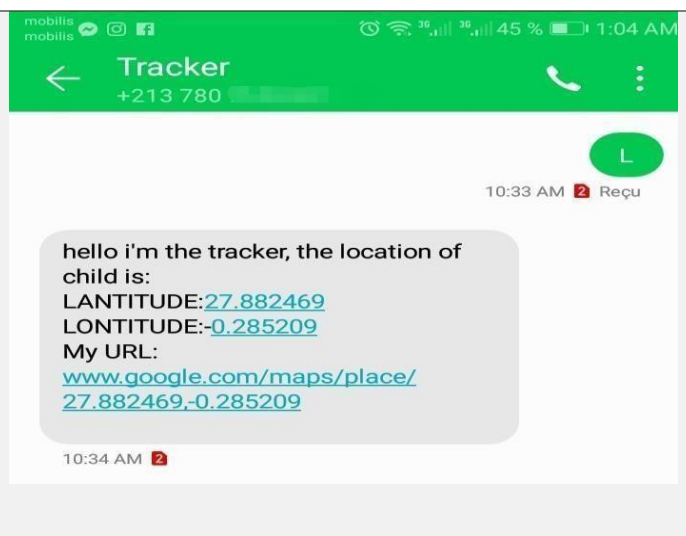 mobilis
mobilis
45 % 1:04 AM
Tracker
+213 780
L
10:33 AM 2 Reçu
hello i'm the tracker, the location of
child is:
LANTITUDE:27.882469
LONTITUDE:-0.285209
My URL:
www.google.com/maps/place/
27.882469,-0.285209
10:34 AM 2